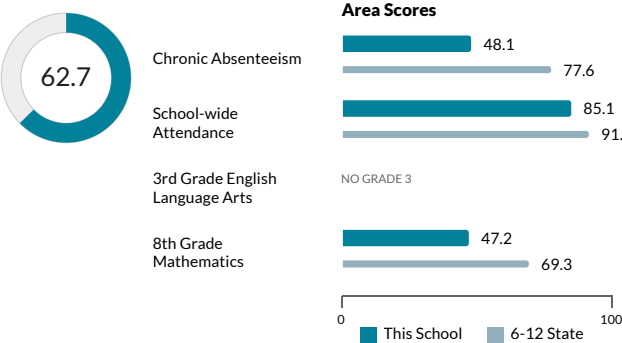 Area Scores
62.7
Chronic Absenteeism
48.1
77.6
School-wide
Attendance
85.1
91.
3rd Grade English
Language Arts
NO GRADE 3
8th Grade
Mathematics
47.2
69.3
0
100
This School
6-12 State